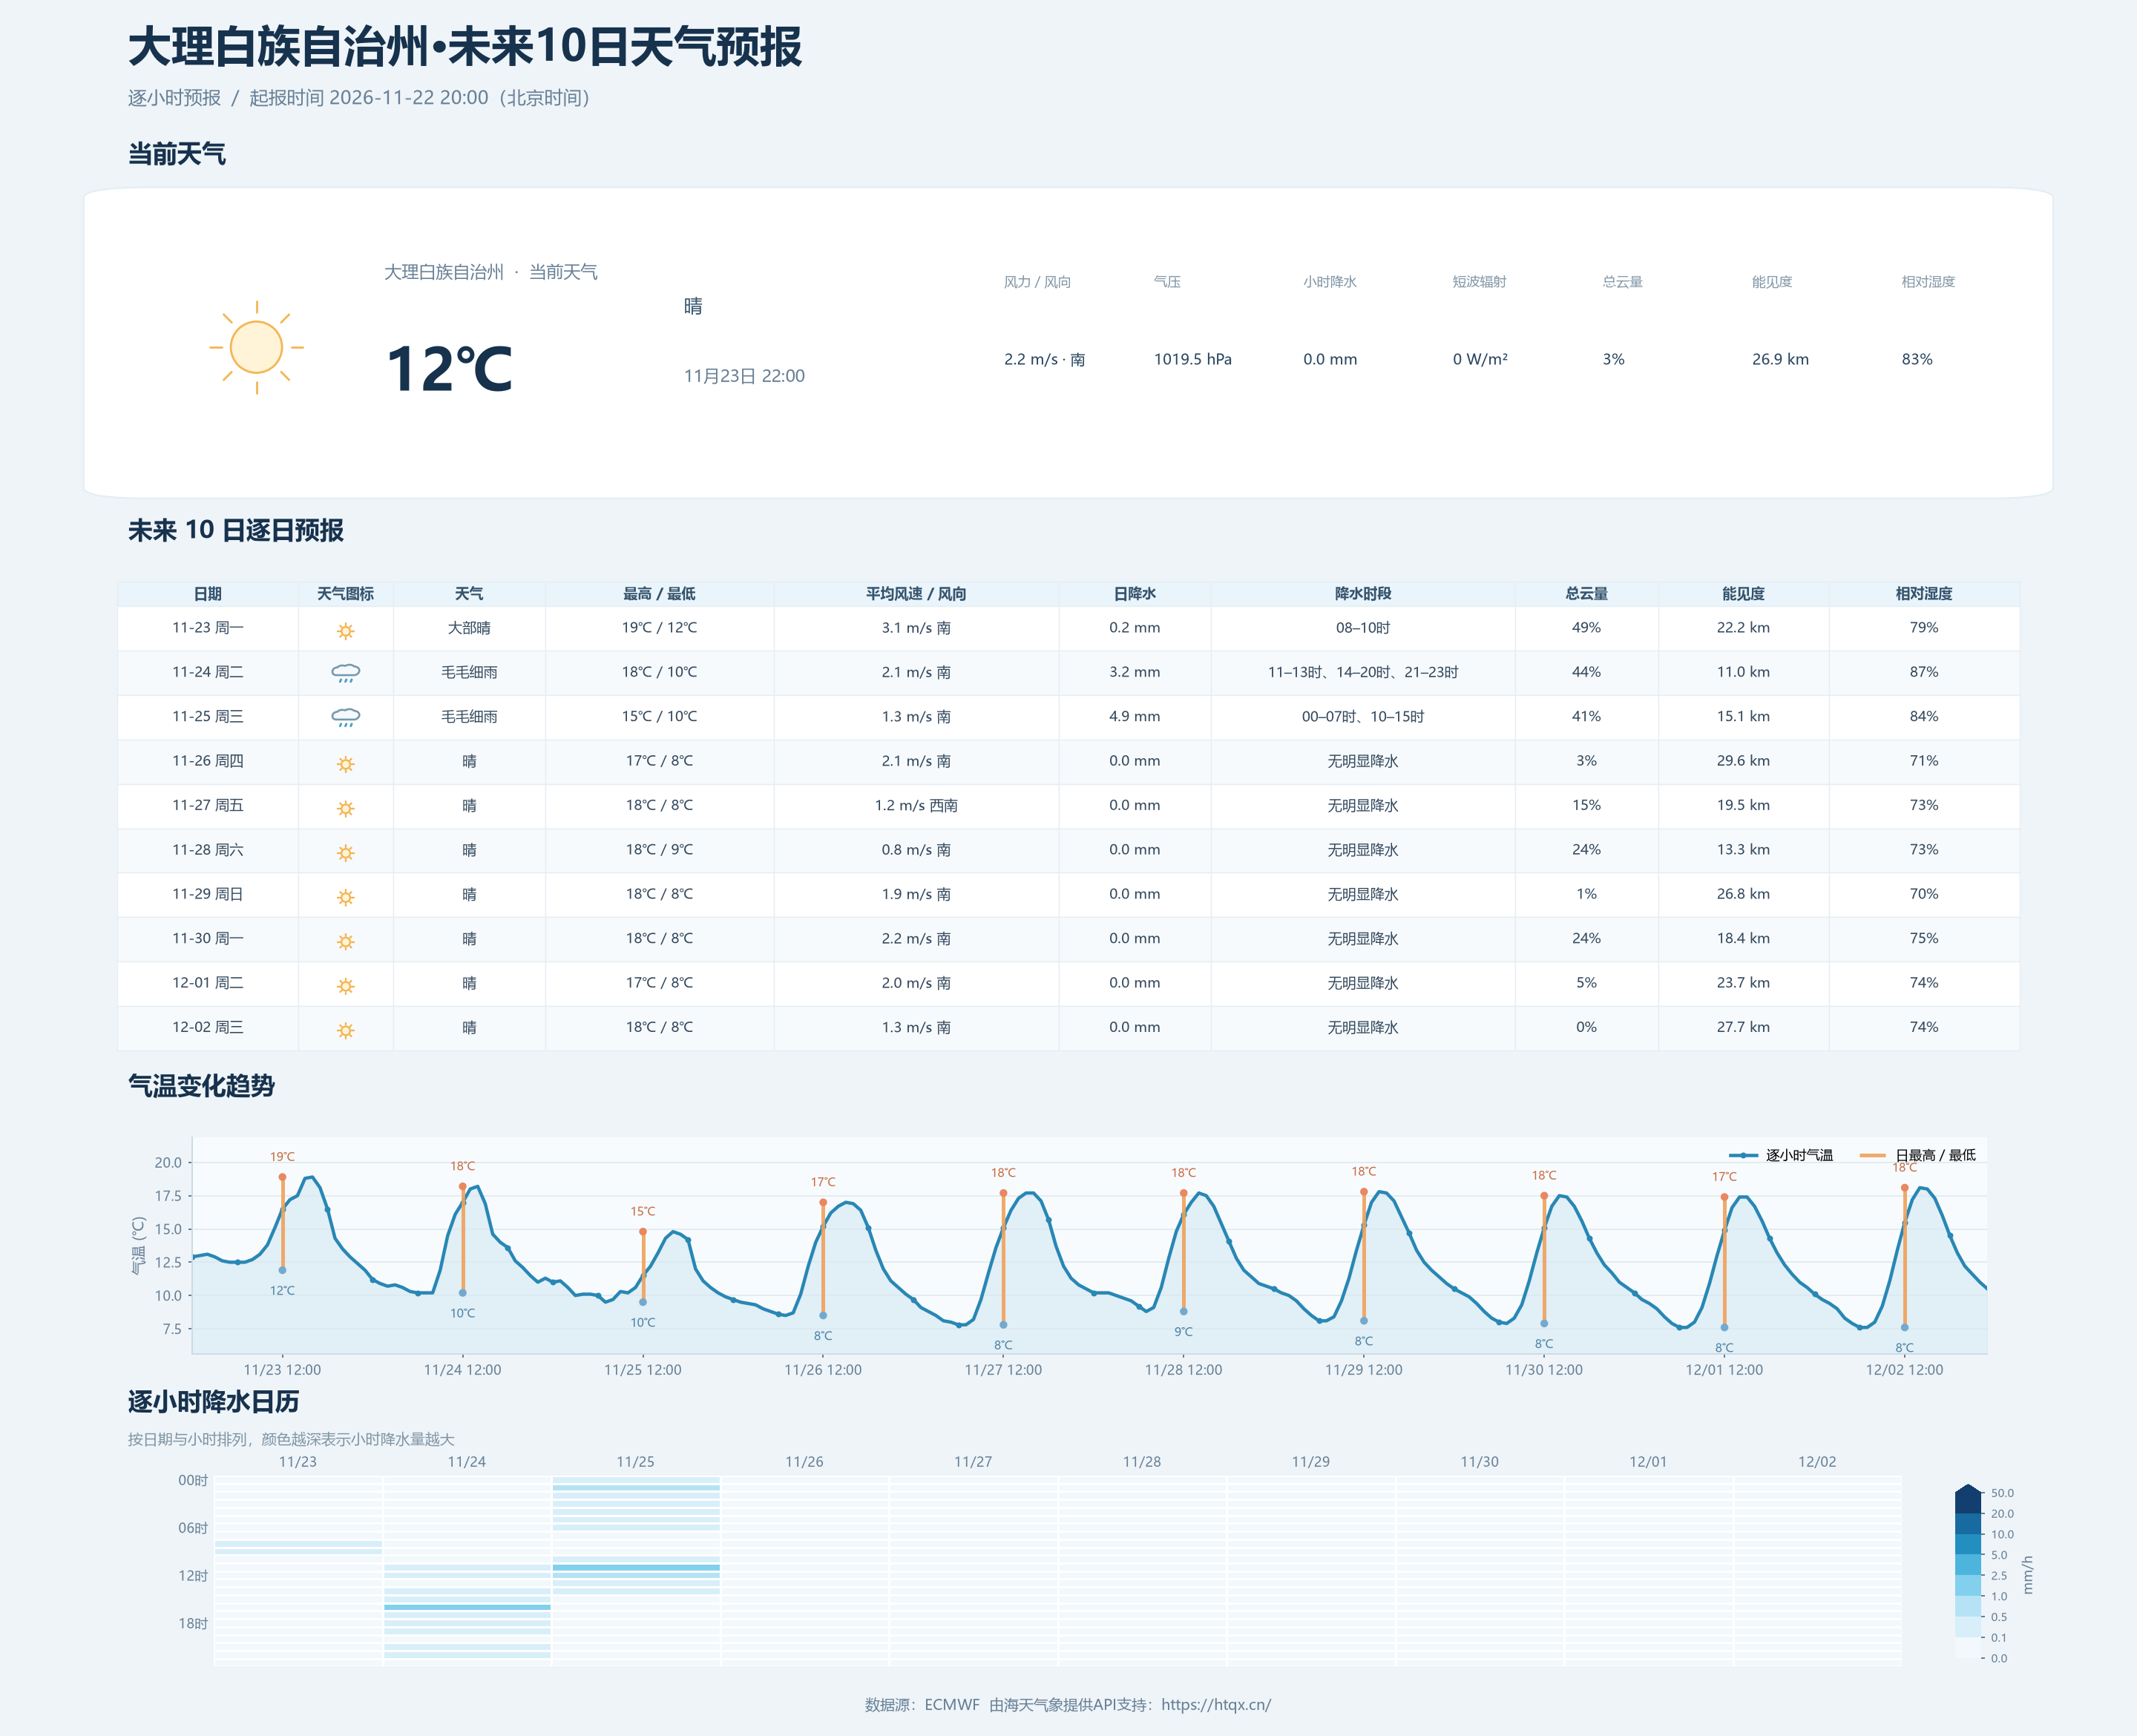 大理白族自治州•未来10日天气预报
逐小时预报 / 起报时间 2026-11-22 20:00（北京时间）
当前天气
大理白族自治州 · 当前天气
12℃
晴
11月23日 22:00
风力 / 风向 气压 小时降水 短波辐射 总云量 能见度 相对湿度
2.2 m/s · 南 1019.5 hPa 0.0 mm 0 W/m² 3% 26.9 km 83%
未来 10 日逐日预报
日期 天气图标 天气 最高 / 最低 平均风速 / 风向 日降水 降水时段 总云量 能见度 相对湿度
11-23 周一 大部晴 19℃ / 12℃ 3.1 m/s 南 0.2 mm 08–10时 49% 22.2 km 79%
11-24 周二 毛毛细雨 18℃ / 10℃ 2.1 m/s 南 3.2 mm 11–13时、14–20时、21–23时 44% 11.0 km 87%
11-25 周三 毛毛细雨 15℃ / 10℃ 1.3 m/s 南 4.9 mm 00–07时、10–15时 41% 15.1 km 84%
11-26 周四 晴 17℃ / 8℃ 2.1 m/s 南 0.0 mm 无明显降水 3% 29.6 km 71%
11-27 周五 晴 18℃ / 8℃ 1.2 m/s 西南 0.0 mm 无明显降水 15% 19.5 km 73%
11-28 周六 晴 18℃ / 9℃ 0.8 m/s 南 0.0 mm 无明显降水 24% 13.3 km 73%
11-29 周日 晴 18℃ / 8℃ 1.9 m/s 南 0.0 mm 无明显降水 1% 26.8 km 70%
11-30 周一 晴 18℃ / 8℃ 2.2 m/s 南 0.0 mm 无明显降水 24% 18.4 km 75%
12-01 周二 晴 17℃ / 8℃ 2.0 m/s 南 0.0 mm 无明显降水 5% 23.7 km 74%
12-02 周三 晴 18℃ / 8℃ 1.3 m/s 南 0.0 mm 无明显降水 0% 27.7 km 74%
气温变化趋势
逐小时气温 日最高 / 最低
气温 (℃)
20.0
17.5
15.0
12.5
10.0
7.5
19℃ 18℃ 15℃ 17℃ 18℃ 18℃ 18℃ 18℃ 17℃ 18℃
12℃ 10℃ 10℃ 8℃ 8℃ 9℃ 8℃ 8℃ 8℃ 8℃
11/23 12:00 11/24 12:00 11/25 12:00 11/26 12:00 11/27 12:00 11/28 12:00 11/29 12:00 11/30 12:00 12/01 12:00 12/02 12:00
逐小时降水日历
按日期与小时排列，颜色越深表示小时降水量越大
11/23 11/24 11/25 11/26 11/27 11/28 11/29 11/30 12/01 12/02
00时
06时
12时
18时
50.0
20.0
10.0
5.0
2.5
1.0
0.5
0.1
0.0
mm/h
数据源：ECMWF 由海天气象提供API支持：https://htqx.cn/